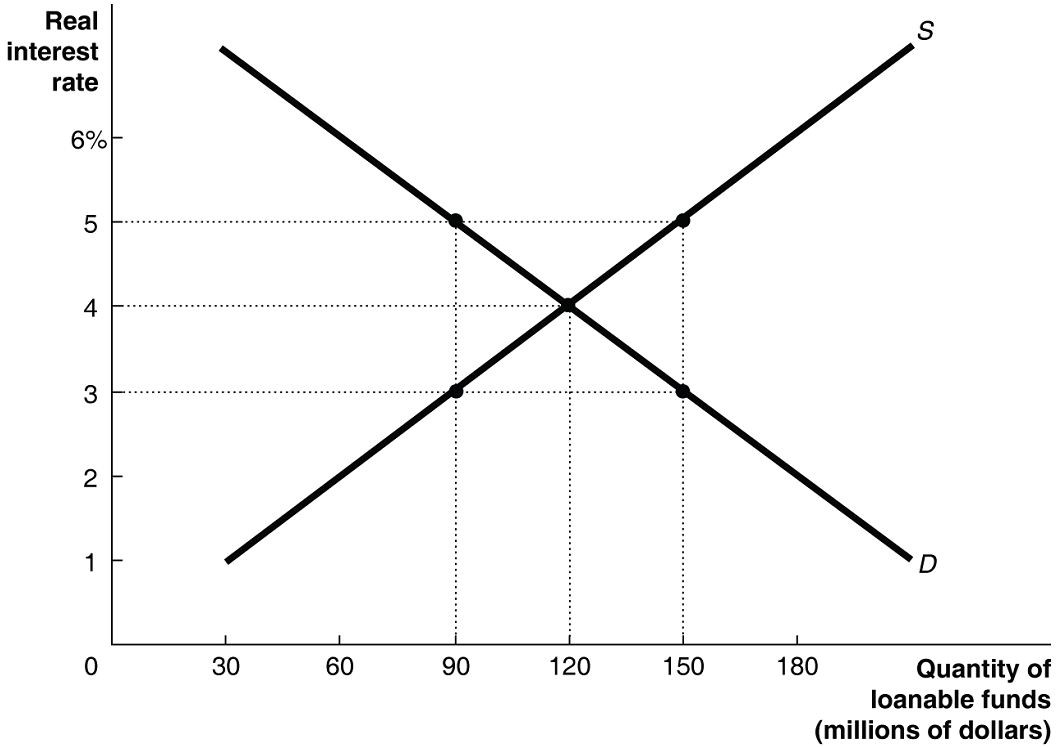 Real
interest
rate
S
6%
5
4
3
2
1
D
0 30 60 90 120 150 180
Quantity of
loanable funds
(millions of dollars)